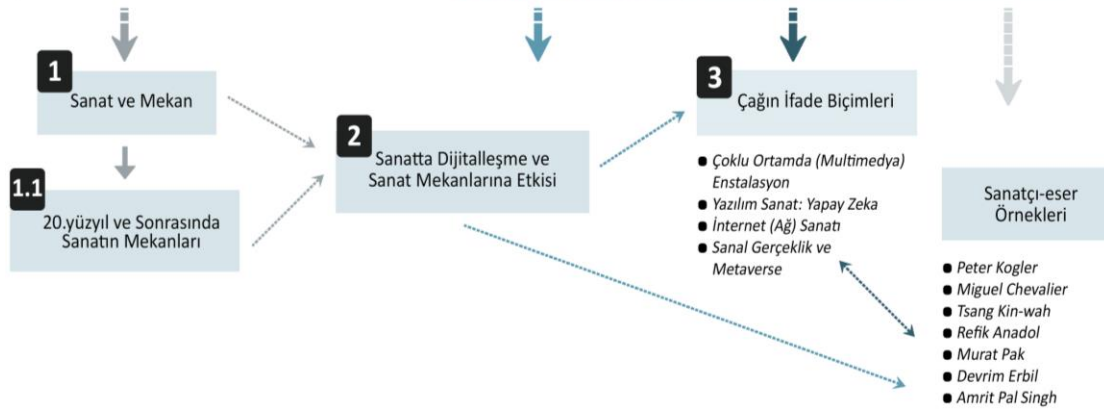 1
Sanat ve Mekan
1.1
20.yüzyıl ve Sonrasında
Sanatın Mekanları
2
Sanatta Dijitalleşme ve
Sanat Mekanlarına Etkisi
3
Çağın İfade Biçimleri
● Çoklu Ortamda (Multimedya)
Enstalasyon
● Yazılım Sanat: Yapay Zeka
● İnternet (Ağ) Sanatı
● Sanal Gerçeklik ve
Metaverse
Sanatçı-eser
Örnekleri
● Peter Kogler
● Miguel Chevalier
● Tsang Kin-wah
● Refik Anadol
● Murat Pak
● Devrim Erbil
● Amrit Pal Singh